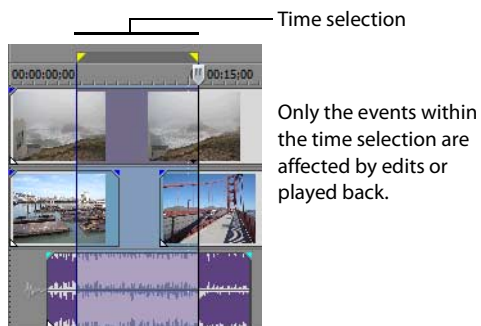 Time selection
00:00:00;00
00:15;00
Only the events within
the time selection are
affected by edits or
played back.